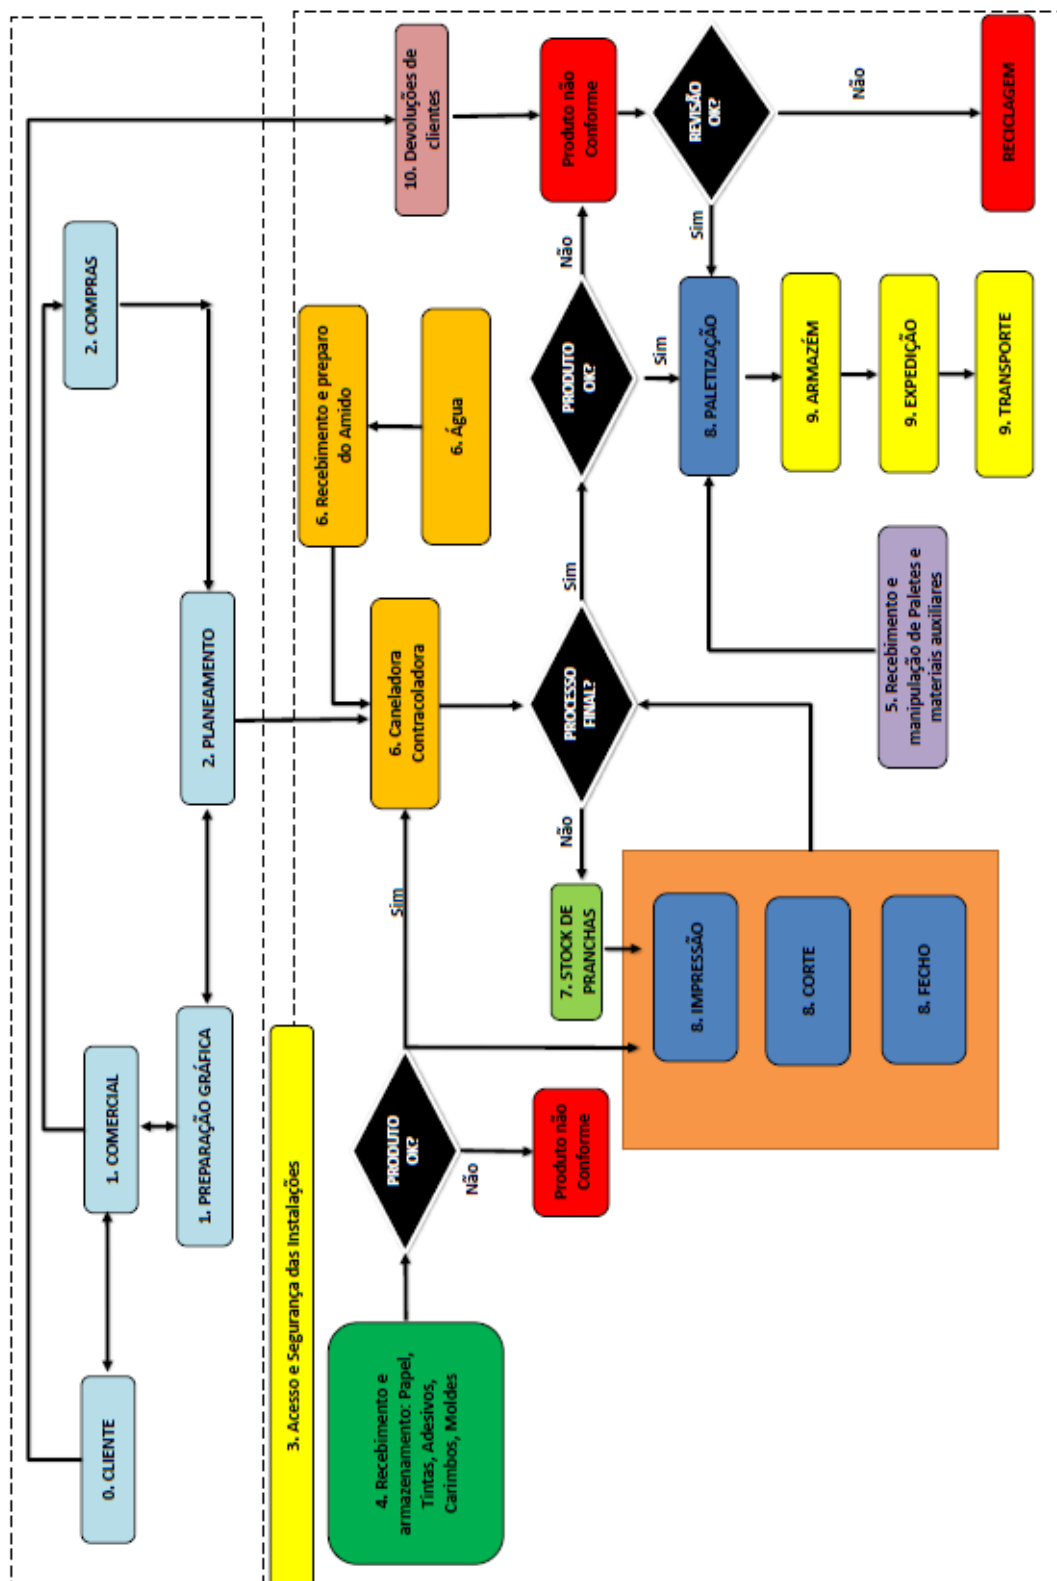 0. CLIENTE
1. COMERCIAL
1. PREPARAÇÃO GRÁFICA
2. COMPRAS
2. PLANEAMENTO
3. Acesso e Segurança das Instalações
4. Recebimento e
armazenamento: Papel,
Tintas, Adesivos,
Carimbos, Moldes
PRODUTO
OK?
Não
Produto não
Conforme
Sim
6. Caneladora
Contracoladora
6. Recebimento e preparo
do Amido
6. Água
PROCESSO
FINAL?
Não
7. STOCK DE
PRANCHAS
8. IMPRESSÃO
8. CORTE
8. FECHO
Sim
PRODUTO
OK?
Não
Produto não
Conforme
Sim
10. Devoluções de
clientes
REVISÃO
OK?
Sim
Não
RECICLAGEM
8. PALETIZAÇÃO
5. Recebimento e
manipulação de Paletes e
materiais auxiliares
9. ARMAZÉM
9. EXPEDIÇÃO
9. TRANSPORTE